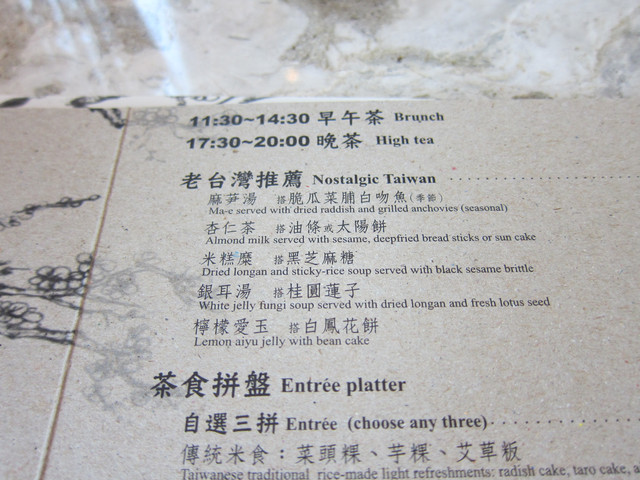 11:30~14:30 早午茶 Brunch
17:30~20:00 晚茶 High tea
老台灣推薦 Nostalgic Taiwan
麻笋湯 搭脆瓜菜脯白吻魚(季節)
Ma-e served with dried raddish and grilled anchovies (seasonal)
杏仁茶 搭油條或太陽餅
Almond milk served with sesame, deepfried bread sticks or sun cake
米糕糜 搭黑芝麻糖
Dried longan and sticky-rice soup served with black sesame brittle
銀耳湯 搭桂圓蓮子
White jelly fungi soup served with dried longan and fresh lotus seed
檸檬愛玉 搭白鳳花餅
Lemon aiyu jelly with bean cake
茶食拼盤 Entrée platter
自選三拼 Entrée (choose any three)
傳統米食：菜頭粿、芋粿、艾草粄
Taiwanese traditional rice-made light refreshments: radish cake, taro cake, a